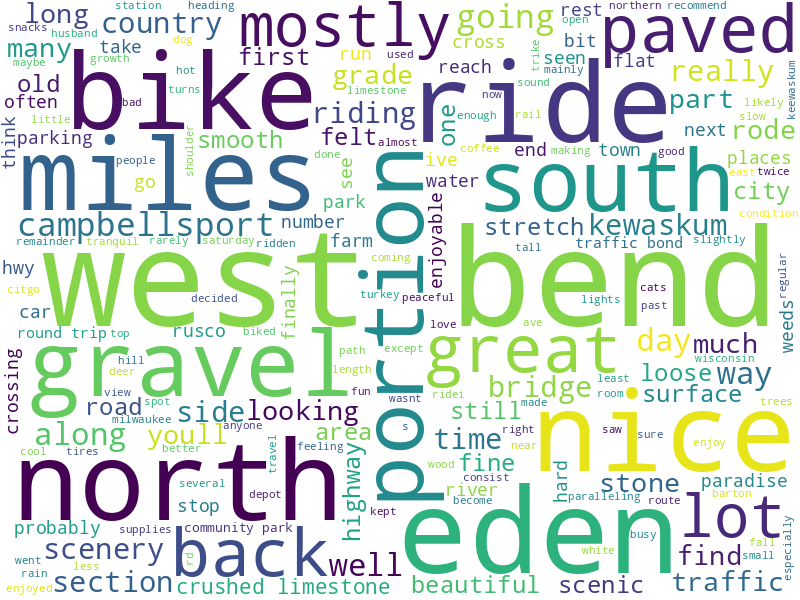 snacks station heading northern recommend
husband mostly going rest open
long country cross bit paved
many take first riding ride seen flat mainly
maybe dog run reach trike keewaskum
growth used sound really
old hot bike grade now rail part likely
often turns limestone enough slow
bad felt one next rode
think little parking smooth almost coffee end town good
shoulder people done ive making places
miles go see portion water south east twice
park city
campbellsport number enjoyable stretch kewaskum condition
remainder tranquil rarely saturday ridden farm traffic bond slightly
west bend tall
hwy coming cats regular
citgo decided finally turkey peaceful lights past
car love ave weeds
round trip top rusco biked except
gravel path great day much
crossing hill length wisconsin
deer view fun bridge least loose way
spot wasnt ridei made room surface trees
road side looking
milwaukee anyone s still right saw sure enjoy
along youll area time nice
cool tires better feeling travel highway wood fine near barton
north several river consist hard stone paradise
depot become paralleling route
probably supplies stop community park kept eden lot
back white busy fall
scenery rd well find small especially
went less
rain section crushed limestone beautiful scenic traffic
enjoyed